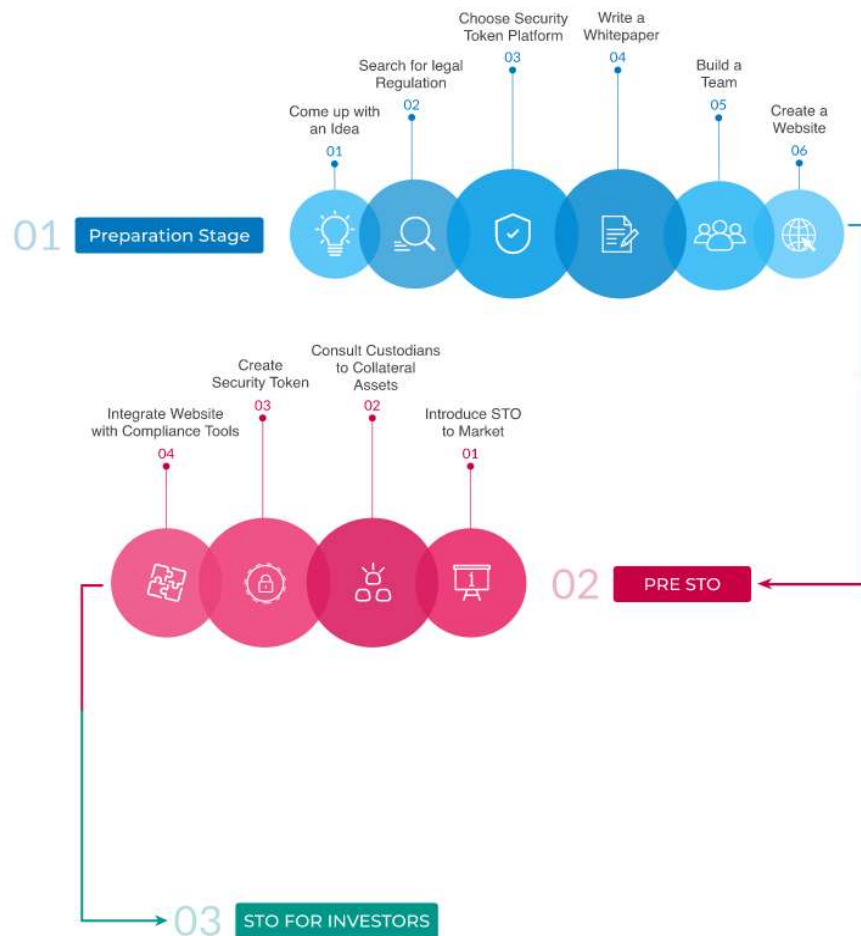 Come up with
an Idea
01
Search for legal
Regulation
02
Choose Security
Token Platform
03
Write a
Whitepaper
04
Build a
Team
05
Create a
Website
06
01
Preparation Stage
02
PRE STO
Introduce STO
to Market
01
Consult Custodians
to Collateral
Assets
02
Create
Security Token
03
Integrate Website
with Compliance Tools
04
i
03
STO FOR INVESTORS